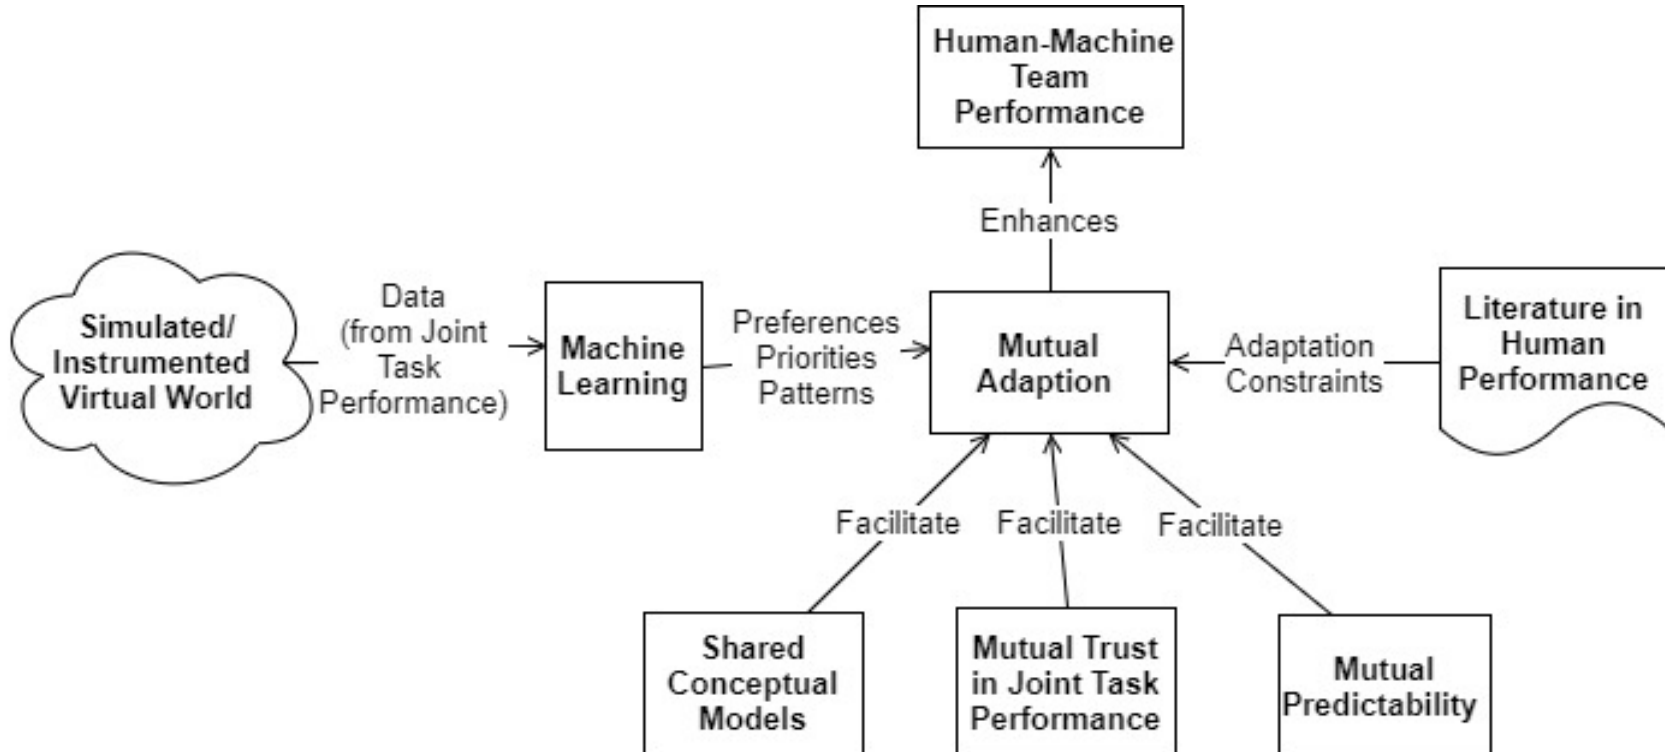 Human-Machine
Team
Performance
Enhances
Simulated/
Instrumented
Virtual World
Data
(from Joint
Task
Performance)
Machine
Learning
Preferences
Priorities
Patterns
Mutual
Adaption
Adaptation
Constraints
Literature in
Human
Performance
Facilitate
Facilitate
Facilitate
Shared
Conceptual
Models
Mutual Trust
in Joint Task
Performance
Mutual
Predictability